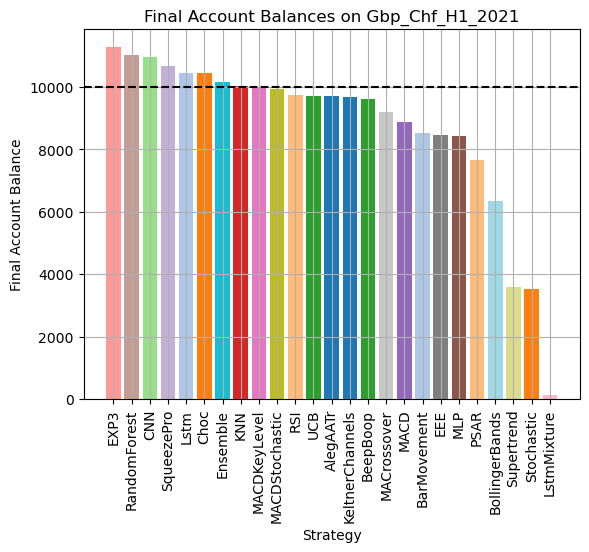 Final Account Balances on Gbp_Chf_H1_2021
Final Account Balance
10000
8000
6000
4000
2000
0
EXP3
RandomForest
CNN
SqueezePro
Lstm
Choc
Ensemble
KNN
MACDKeyLevel
MACDStochastic
RSI
UCB
AlegAATr
KeltnerChannels
BeepBoop
MACrossover
MACD
BarMovement
EEE
MLP
PSAR
BollingerBands
Supertrend
Stochastic
LstmMixture
Strategy